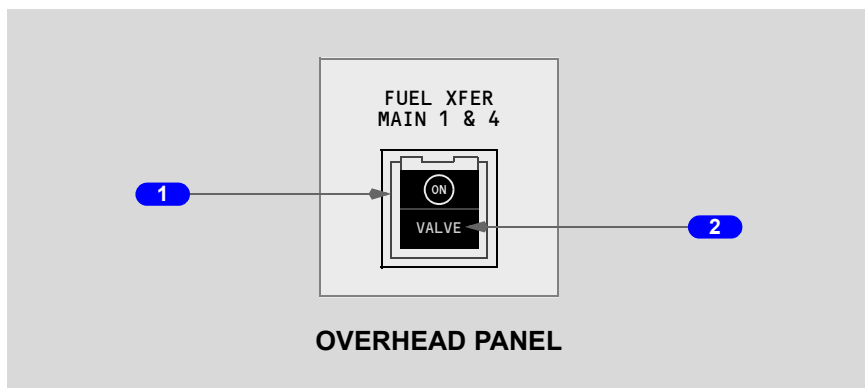 FUEL XFER
MAIN 1 & 4
1
ON
VALVE
2
OVERHEAD PANEL